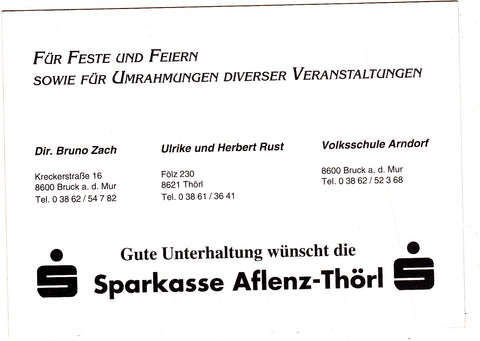 FÜR FESTE UND FEIERN
SOWIE FÜR UMRAHMUNGEN DIVERSER VERANSTALTUNGEN
Dir. Bruno Zach
Kreckerstraße 16
8600 Bruck a. d. Mur
Tel. 0 38 62 / 54 7 82
Ulrike und Herbert Rust
Fölz 230
8621 Thörl
Tel. 0 38 61 / 36 41
Volksschule Arndorf
8600 Bruck a. d. Mur
Tel. 0 38 62 / 52 3 68
Gute Unterhaltung wünscht die
Sparkasse Aflenz-Thörl